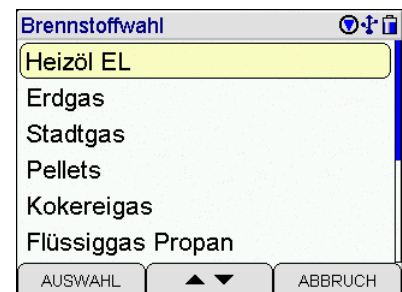 Brennstoffwahl
Heizöl EL
Erdgas
Stadtgas
Pellets
Kokereigas
Flüssiggas Propan
AUSWAHL ▲ ▼ ABBRUCH